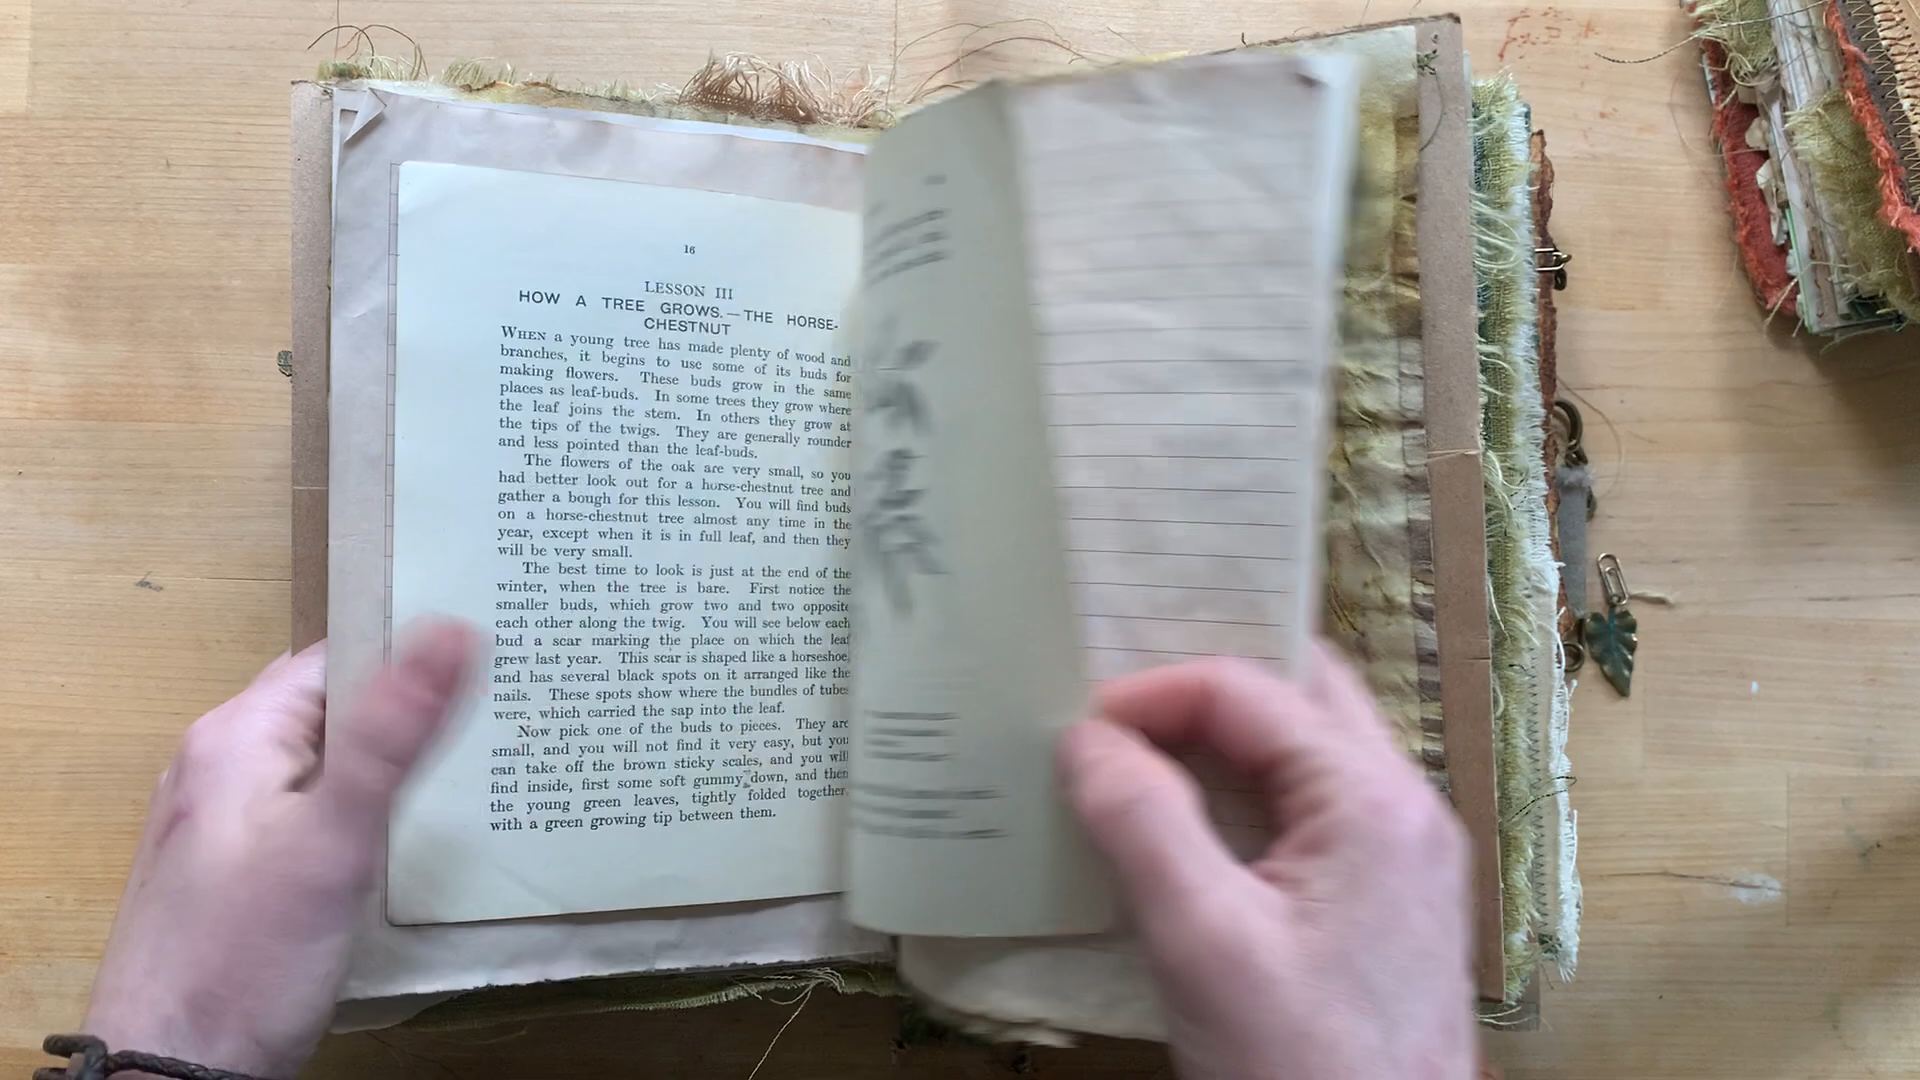 16
LESSON III
HOW A TREE GROWS.—THE HORSE-
CHESTNUT
WHEN a young tree has made plenty of wood and
branches, it begins to use some of its buds for
making flowers. These buds grow in the same
places as leaf-buds. In some trees they grow where
the leaf joins the stem. In others they grow at
the tips of the twigs. They are generally rounder
and less pointed than the leaf-buds.
The flowers of the oak are very small, so you
had better look out for a horse-chestnut tree and
gather a bough for this lesson. You will find buds
on a horse-chestnut tree almost any time in the
year, except when it is in full leaf, and then they
will be very small.
The best time to look is just at the end of the
winter, when the tree is bare. First notice the
smaller buds, which grow two and two opposite
each other along the twig. You will see below each
bud a scar marking the place on which the leaf
grew last year. This scar is shaped like a horseshoe,
and has several black spots on it arranged like the
nails. These spots show where the bundles of tubes
were, which carried the sap into the leaf.
Now pick one of the buds to pieces. They are
small, and you will not find it very easy, but you
can take off the brown sticky scales, and you will
find inside, first some soft gummy down, and then
the young green leaves, tightly folded together,
with a green growing tip between them.